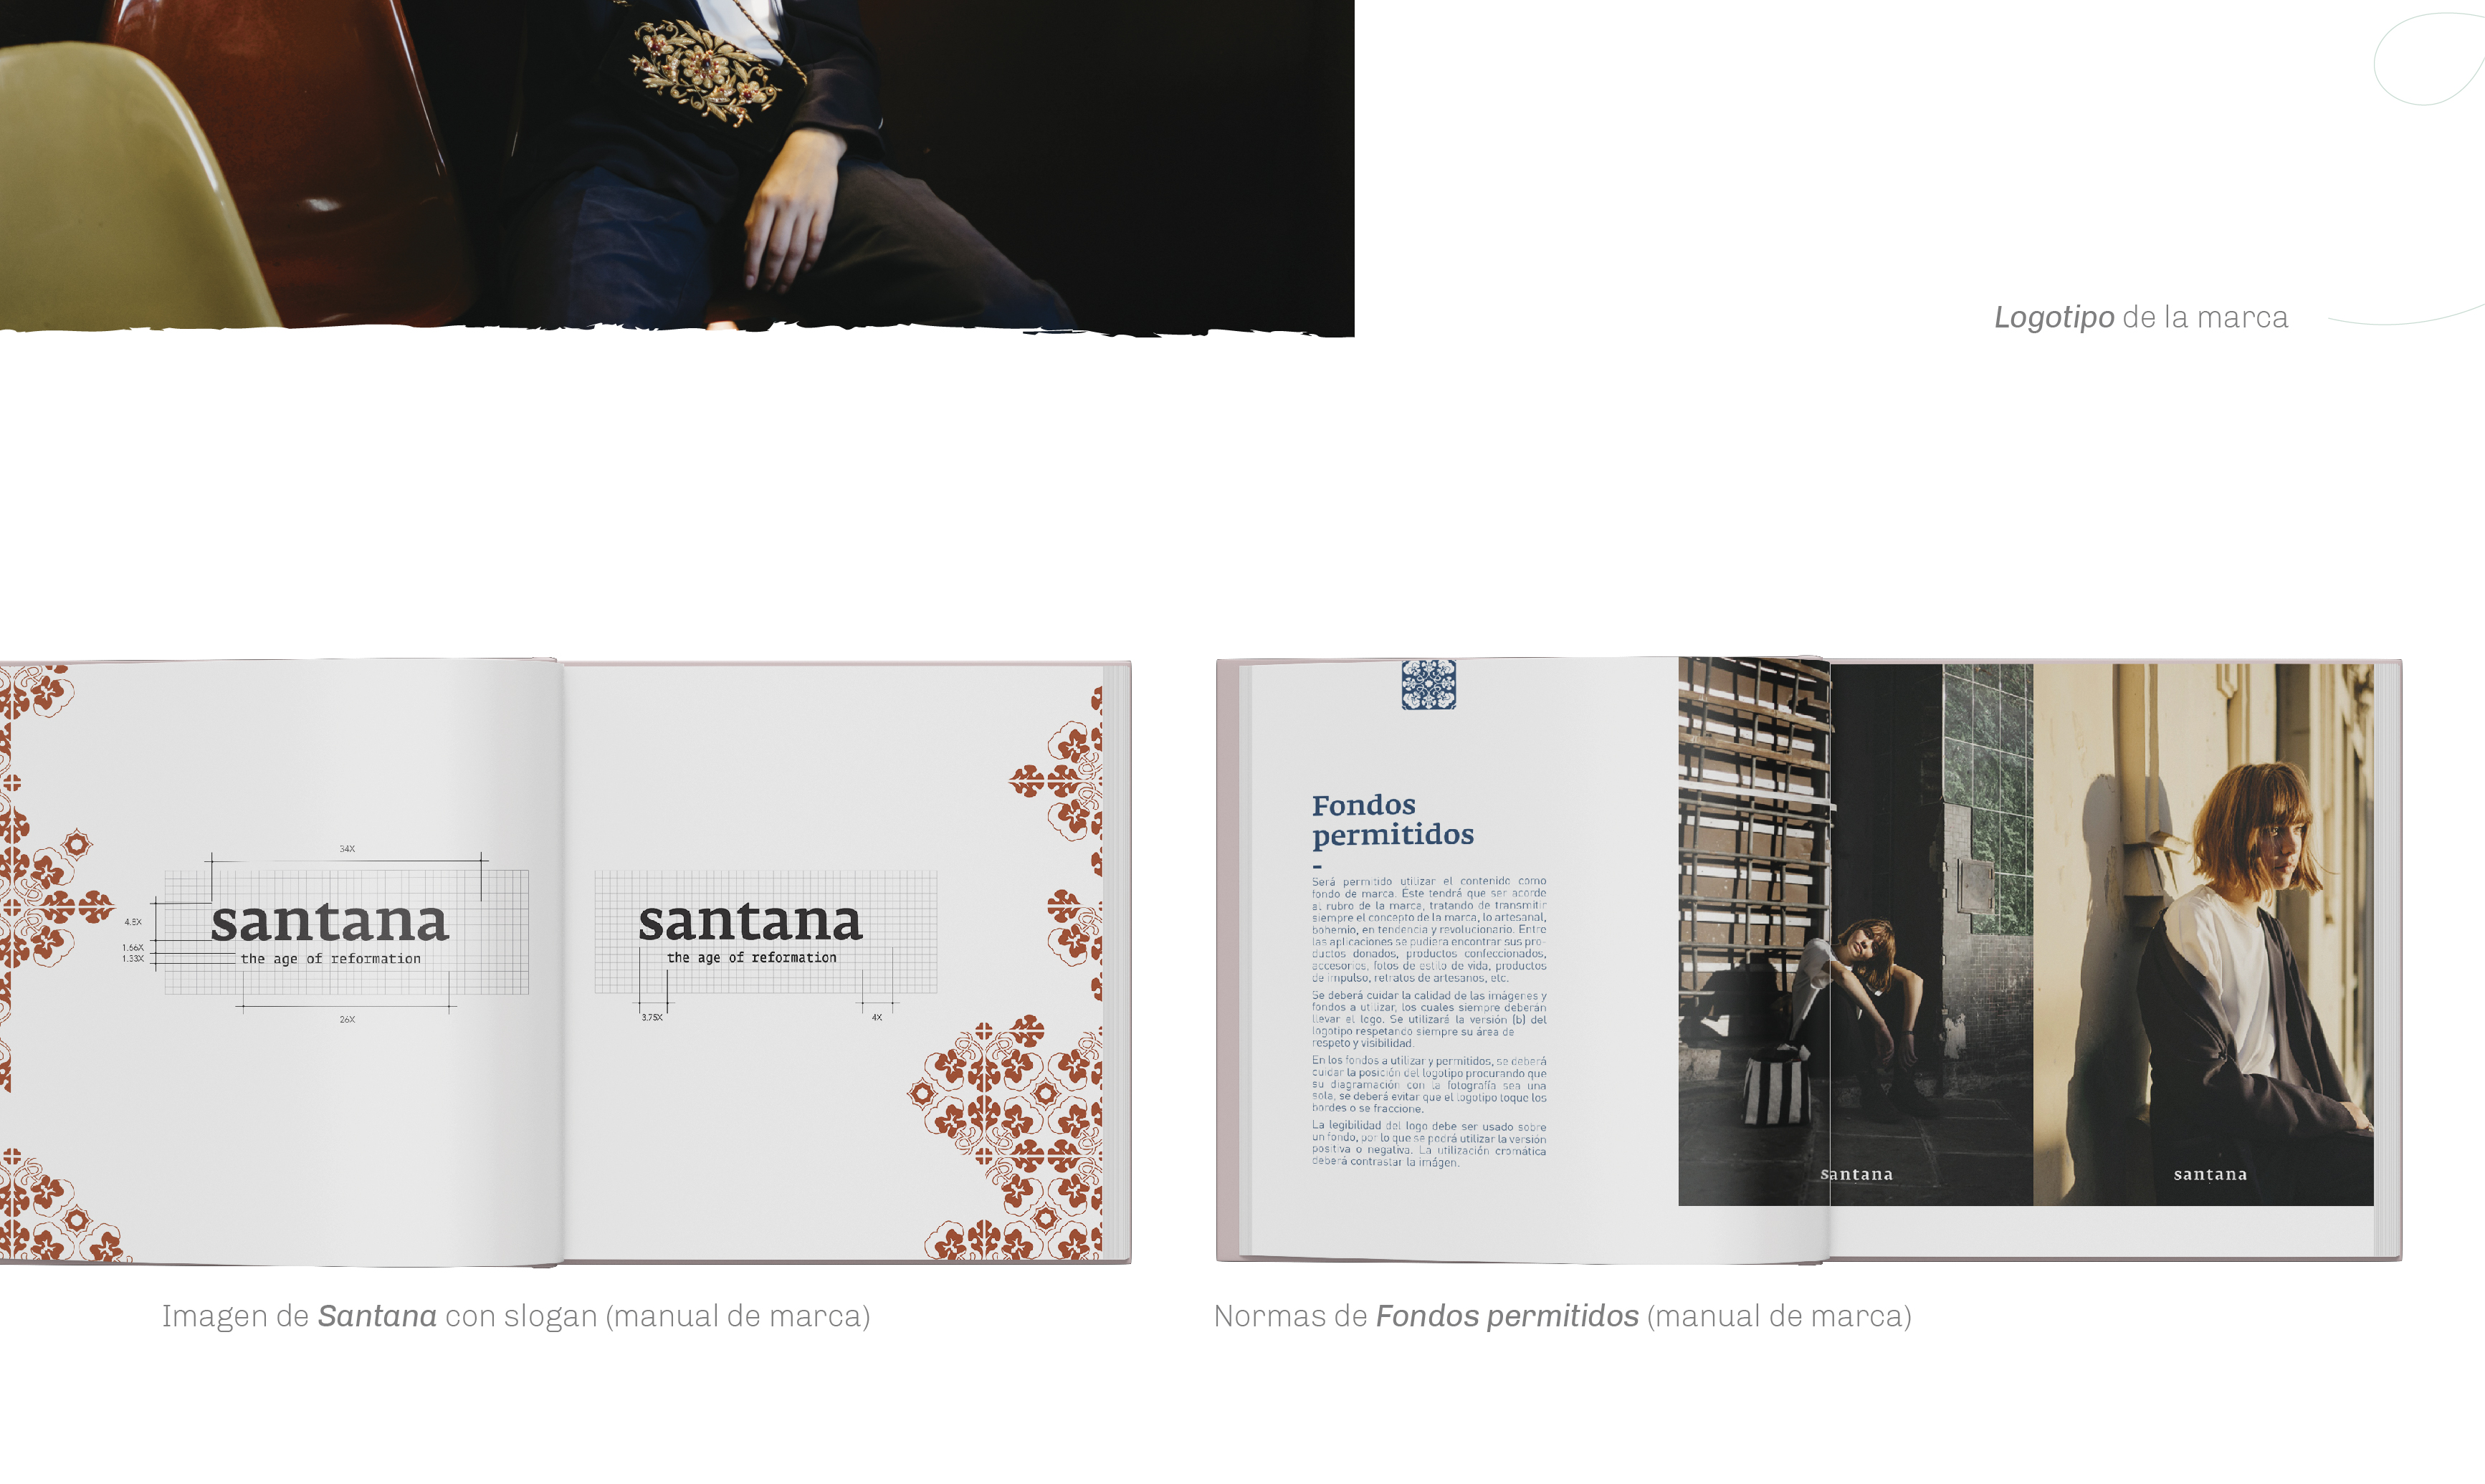 Logotipo de la marca
34X
4.8X
1.66X
1.33X
santana
the age of reformation
26X
santana
the age of reformation
3.75X
4X
Fondos
permitidos
-
Será permitido utilizar el contenido como
fondo de marca. Éste tendrá que ser acorde
al rubro de la marca, tratando de transmitir
siempre el concepto de la marca, lo artesanal,
bohemio, en tendencia y revolucionario. Entre
las aplicaciones se pudiera encontrar sus pro-
ductos donados, productos confeccionados,
accesorios, fotos de estilo de vida, productos
de impulso, retratos de artesanos, etc.
Se deberá cuidar la calidad de las imágenes y
fondos a utilizar, los cuales siempre deberán
llevar el logo. Se utilizará la versión (b) del
logotipo respetando siempre su área de
respeto y visibilidad.
En los fondos a utilizar y permitidos, se deberá
cuidar la posición del logotipo procurando que
su diagramación con la fotografía sea una
sola, se deberá evitar que el logotipo toque los
bordes o se fraccione.
La legibilidad del logo debe ser usado sobre
un fondo, por lo que se podrá utilizar la versión
positiva o negativa. La utilización cromática
deberá contrastar la imágen.
santana
santana
Imagen de Santana con slogan (manual de marca)
Normas de Fondos permitidos (manual de marca)